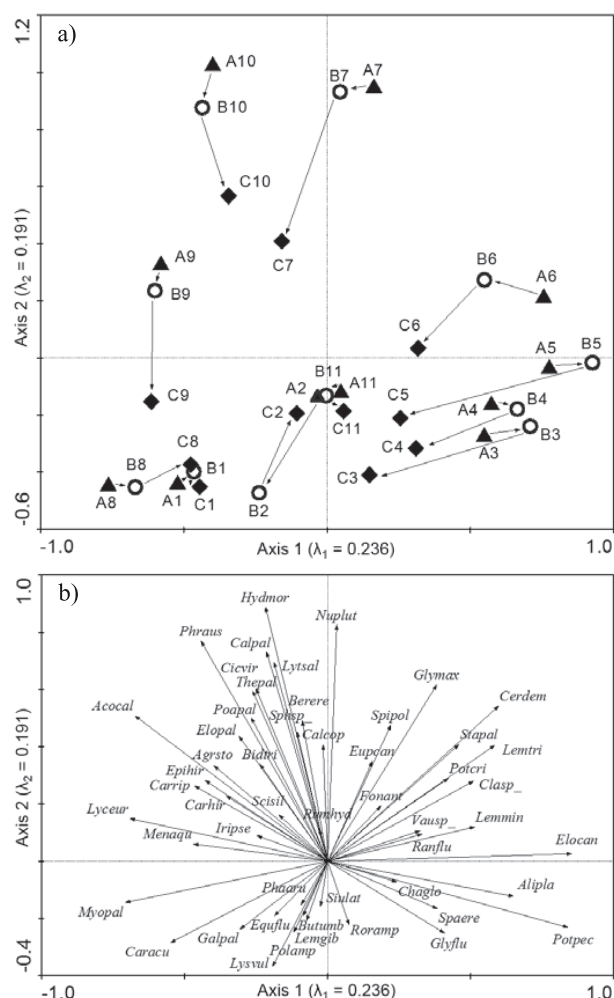 a)
1.2
A10
B7
A7
B10
C10
C7
A9
B6
A6
B9
C6
B5
A5
B11
A2
A11
C5
A4
B4
C9
C2
C11
C8
C4
B3
A3
B8
B1
C3
A8
A1
C1
B2
Axis 2 (λ2 = 0.191)
-0.6
-1.0
Axis 1 (λ1 = 0.236)
1.0
b)
1.0
Hydmor
Nuplut
Phraus
Calpal
Lytsal
Cicvir
Thepal
Glymax
Berere
Cerdem
Acocal
Poapal
Sphsp_
Spipol
Elopal
Calcop
Stapal
Bidtri
Eupcan
Lemtri
Agrsto
Epihir
Potcri
Carrip
Clasp_
Carhir
Scisil
Fonant
Lyceur
Rumhyd
Vausp_
Lemmin
Menaqu
Iripse
Ranflu
Elocan
Phaaru
Chaglo
Alipla
Siulat
Myopal
Equflu
Butumb
Spaere
Potpec
Galpal
Lemgib
Roramp
Glyflu
Caracu
Polamp
Lysvul
Axis 2 (λ2 = 0.191)
-0.4
-1.0
Axis 1 (λ1 = 0.236)
1.0